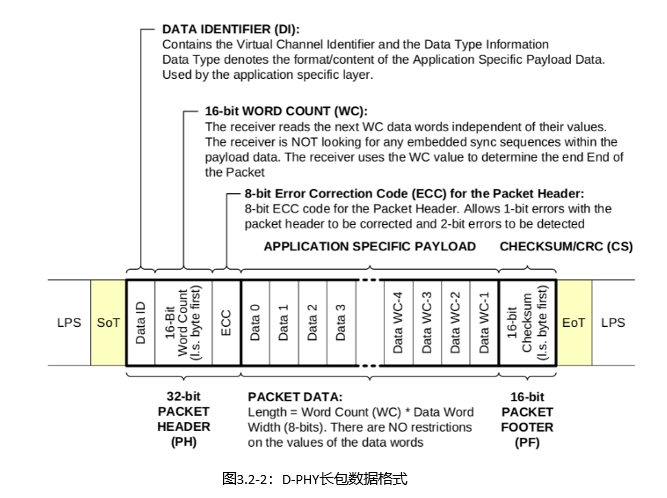 DATA IDENTIFIER (DI):
Contains the Virtual Channel Identifier and the Data Type Information
Data Type denotes the format/content of the Application Specific Payload Data.
Used by the application specific layer.
16-bit WORD COUNT (WC):
The receiver reads the next WC data words independent of their values.
The receiver is NOT looking for any embedded sync sequences within the
payload data. The receiver uses the WC value to determine the end End of
the Packet
8-bit Error Correction Code (ECC) for the Packet Header:
8-bit ECC code for the Packet Header. Allows 1-bit errors with the
packet header to be corrected and 2-bit errors to be detected
APPLICATION SPECIFIC PAYLOAD
CHECKSUM/CRC (CS)
LPS
SoT
Data ID
16-Bit
Word Count
(l.s. byte first)
ECC
Data 0
Data 1
Data 2
Data 3
Data WC-4
Data WC-3
Data WC-2
Data WC-1
16-bit
Checksum
(l.s. byte first)
EoT
LPS
32-bit
PACKET
HEADER
(PH)
PACKET DATA:
Length = Word Count (WC) * Data Word
Width (8-bits). There are NO restrictions
on the values of the data words
16-bit
PACKET
FOOTER
(PF)
图3.2-2：D-PHY长包数据格式